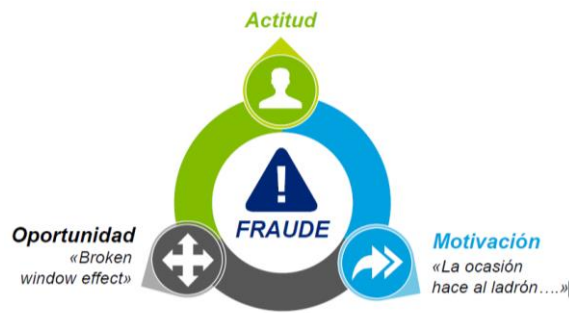 Actitud
!
FRAUDE
Oportunidad
«Broken
window effect»
Motivación
«La ocasión
hace al ladrón….»